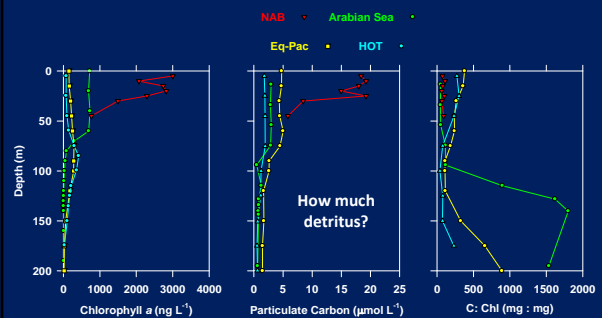 NAB Arabian Sea
Eq-Pac HOT
Depth (m)
0
50
100
150
200
0 1000 2000 3000 4000
Chlorophyll a (ng L⁻¹)
How much
detritus?
0 5 10 15 20 25
Particulate Carbon (μmol L⁻¹)
0 500 1000 1500 2000
C: Chl (mg : mg)